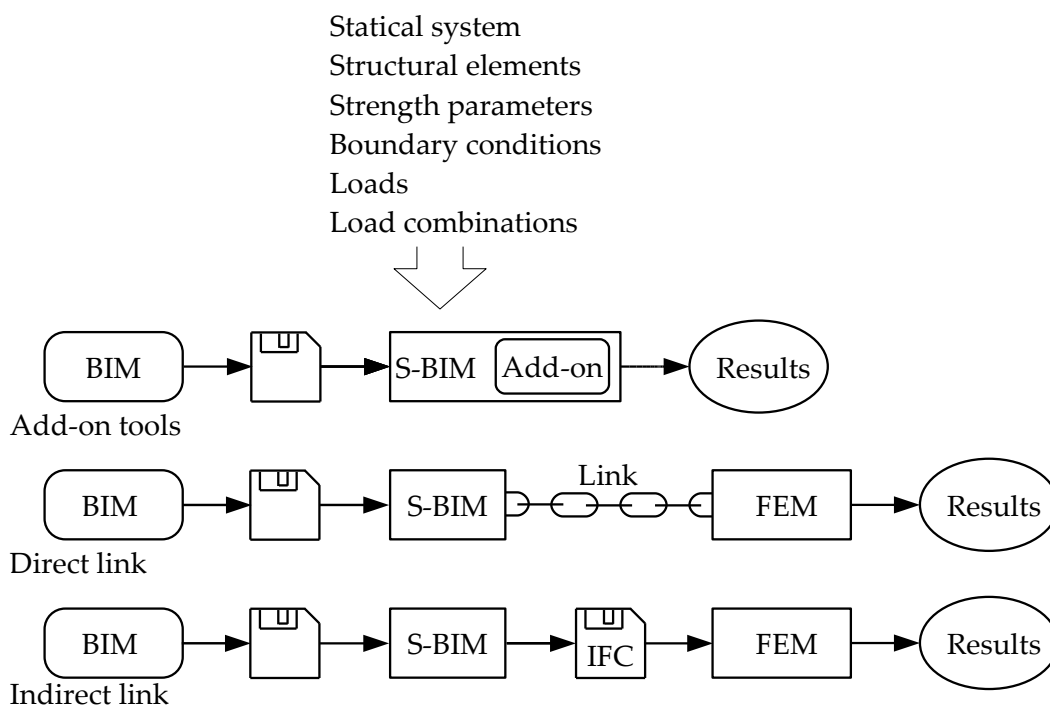 Statical system
Structural elements
Strength parameters
Boundary conditions
Loads
Load combinations
BIM
S-BIM
Add-on
Results
Add-on tools
BIM
S-BIM
Link
FEM
Results
Direct link
BIM
S-BIM
IFC
FEM
Results
Indirect link